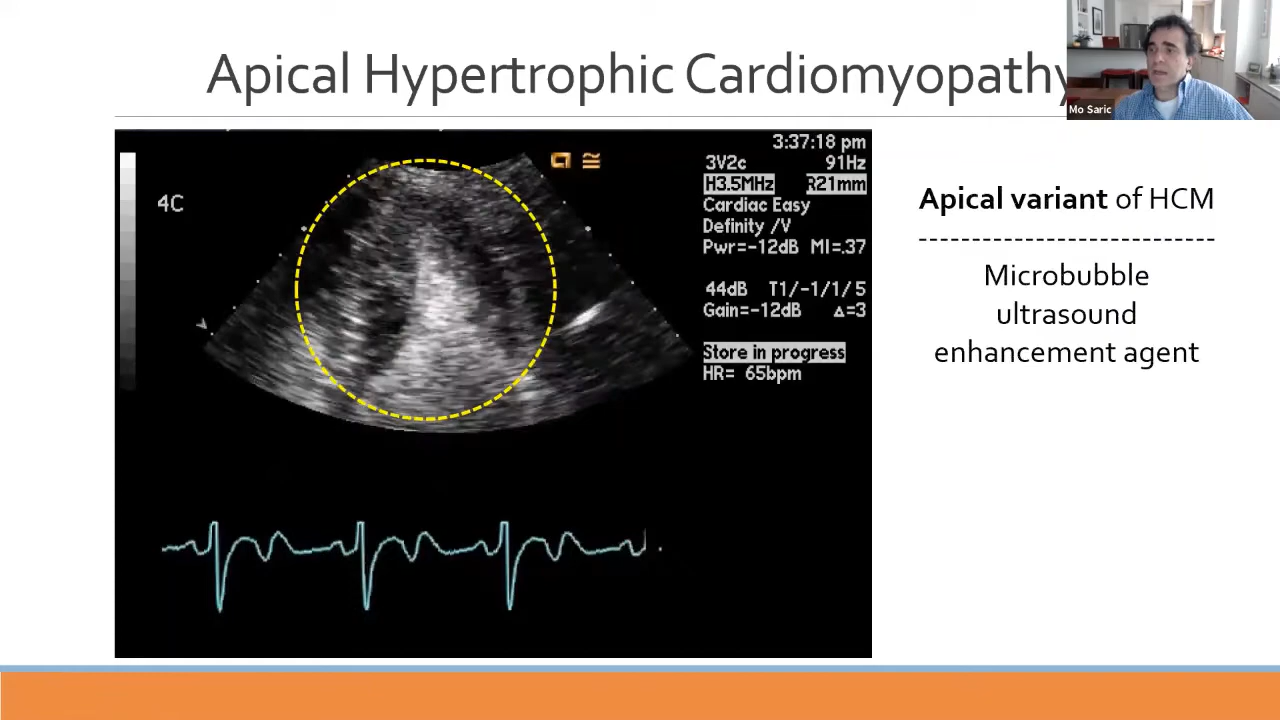 Apical Hypertrophic Cardiomyopathy
Mo Saric
4C
3:37:18 pm
3V2c 91Hz
H3.5MHz R21mm
Cardiac Easy
Definity /V
Pwr=-12dB MI=.37
44dB T1/-1/1/5
Gain=-12dB Δ=3
Store in progress
HR= 65bpm
Apical variant of HCM
----------------------------
Microbubble
ultrasound
enhancement agent